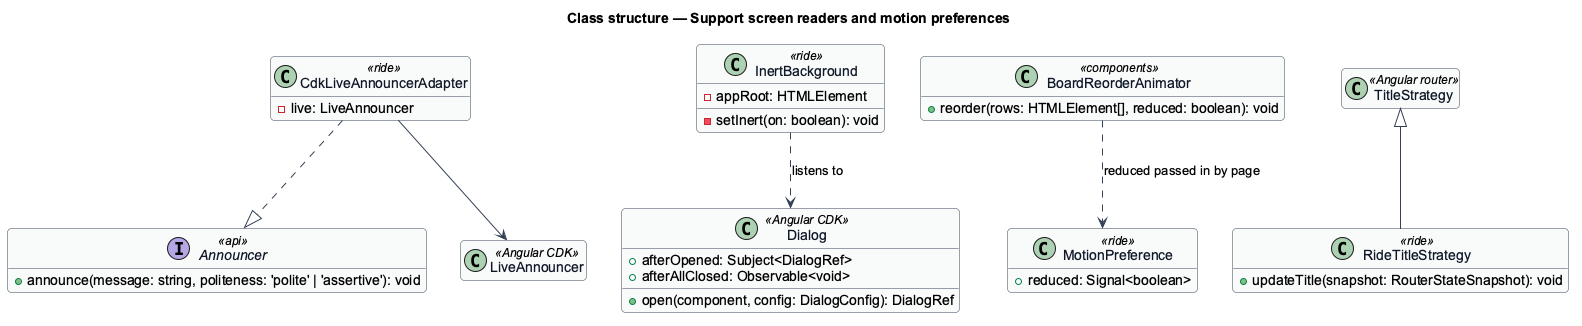 Class structure — Support screen readers and motion preferences
C
«ride»
CdkLiveAnnouncerAdapter
live: LiveAnnouncer
C
«ride»
InertBackground
appRoot: HTMLElement
setInert(on: boolean): void
C
«components»
BoardReorderAnimator
reorder(rows: HTMLElement[], reduced: boolean): void
C
«Angular router»
TitleStrategy
listens to
reduced passed in by page
I
«api»
Announcer
announce(message: string, politeness: 'polite' | 'assertive'): void
C
«Angular CDK»
LiveAnnouncer
C
«Angular CDK»
Dialog
afterOpened: Subject<DialogRef>
afterAllClosed: Observable<void>
open(component, config: DialogConfig): DialogRef
C
«ride»
MotionPreference
reduced: Signal<boolean>
C
«ride»
RideTitleStrategy
updateTitle(snapshot: RouterStateSnapshot): void